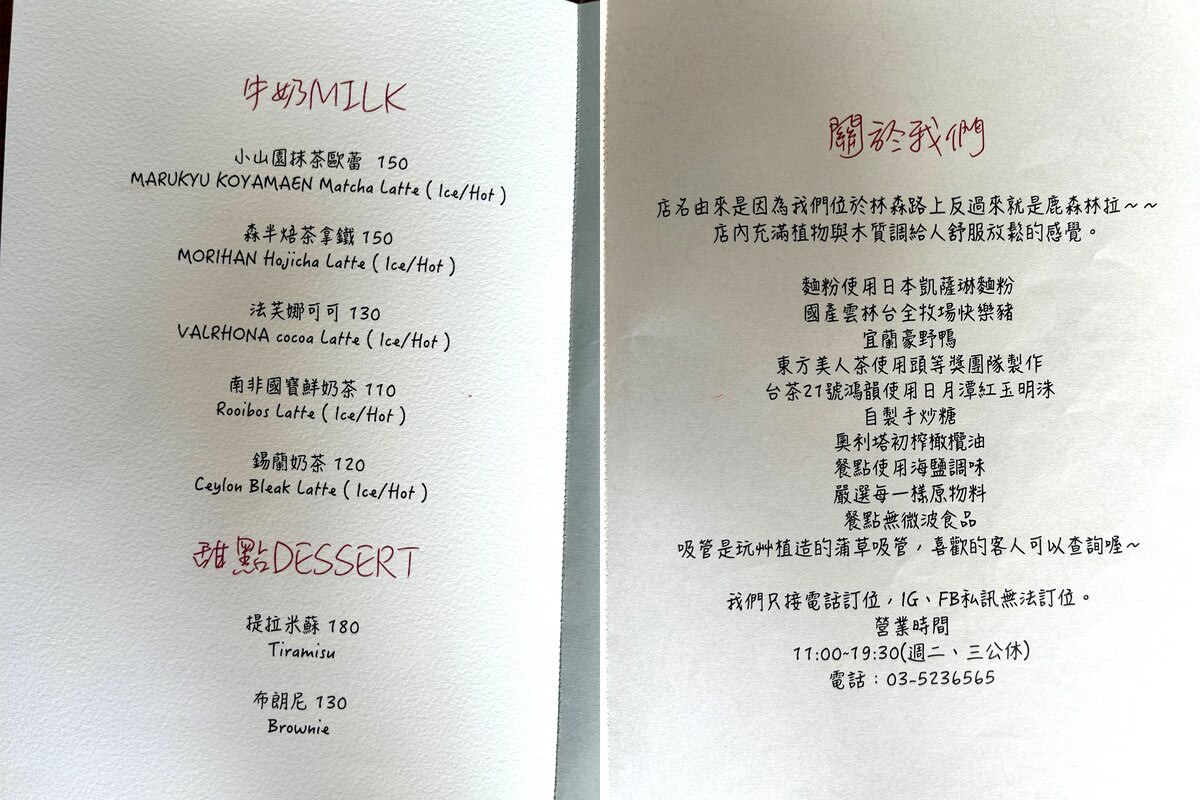 牛奶MILK
小山園抹茶歐蕾 150
MARUKYU KOYAMAEN Matcha Latte ( Ice/Hot )
森半焙茶拿鐵 150
MORIHAN Hojicha Latte ( Ice/Hot )
法芙娜可可 130
VALRHONA cocoa Latte ( Ice/Hot )
南非國寶鮮奶茶 110
Rooibos Latte ( Ice/Hot )
錫蘭奶茶 120
Ceylon Bleak Latte ( Ice/Hot )
甜點DESSERT
提拉米蘇 180
Tiramisu
布朗尼 130
Brownie
關於我們
店名由來是因為我們位於林森路上反過來就是鹿森林拉~~
店內充滿植物與木質調給人舒服放鬆的感覺。
麵粉使用日本凱薩琳麵粉
國產雲林台全牧場快樂豬
宜蘭豪野鴨
東方美人茶使用頭等獎團隊製作
台茶21號鴻韻使用日月潭紅玉明洙
自製手炒糖
奧利塔初榨橄欖油
餐點使用海鹽調味
嚴選每一樣原物料
餐點無微波食品
吸管是玩艸植造的蒲草吸管，喜歡的客人可以查詢喔~
我們只接電話訂位，IG、FB私訊無法訂位。
營業時間
11:00~19:30(週二、三公休)
電話：03-5236565